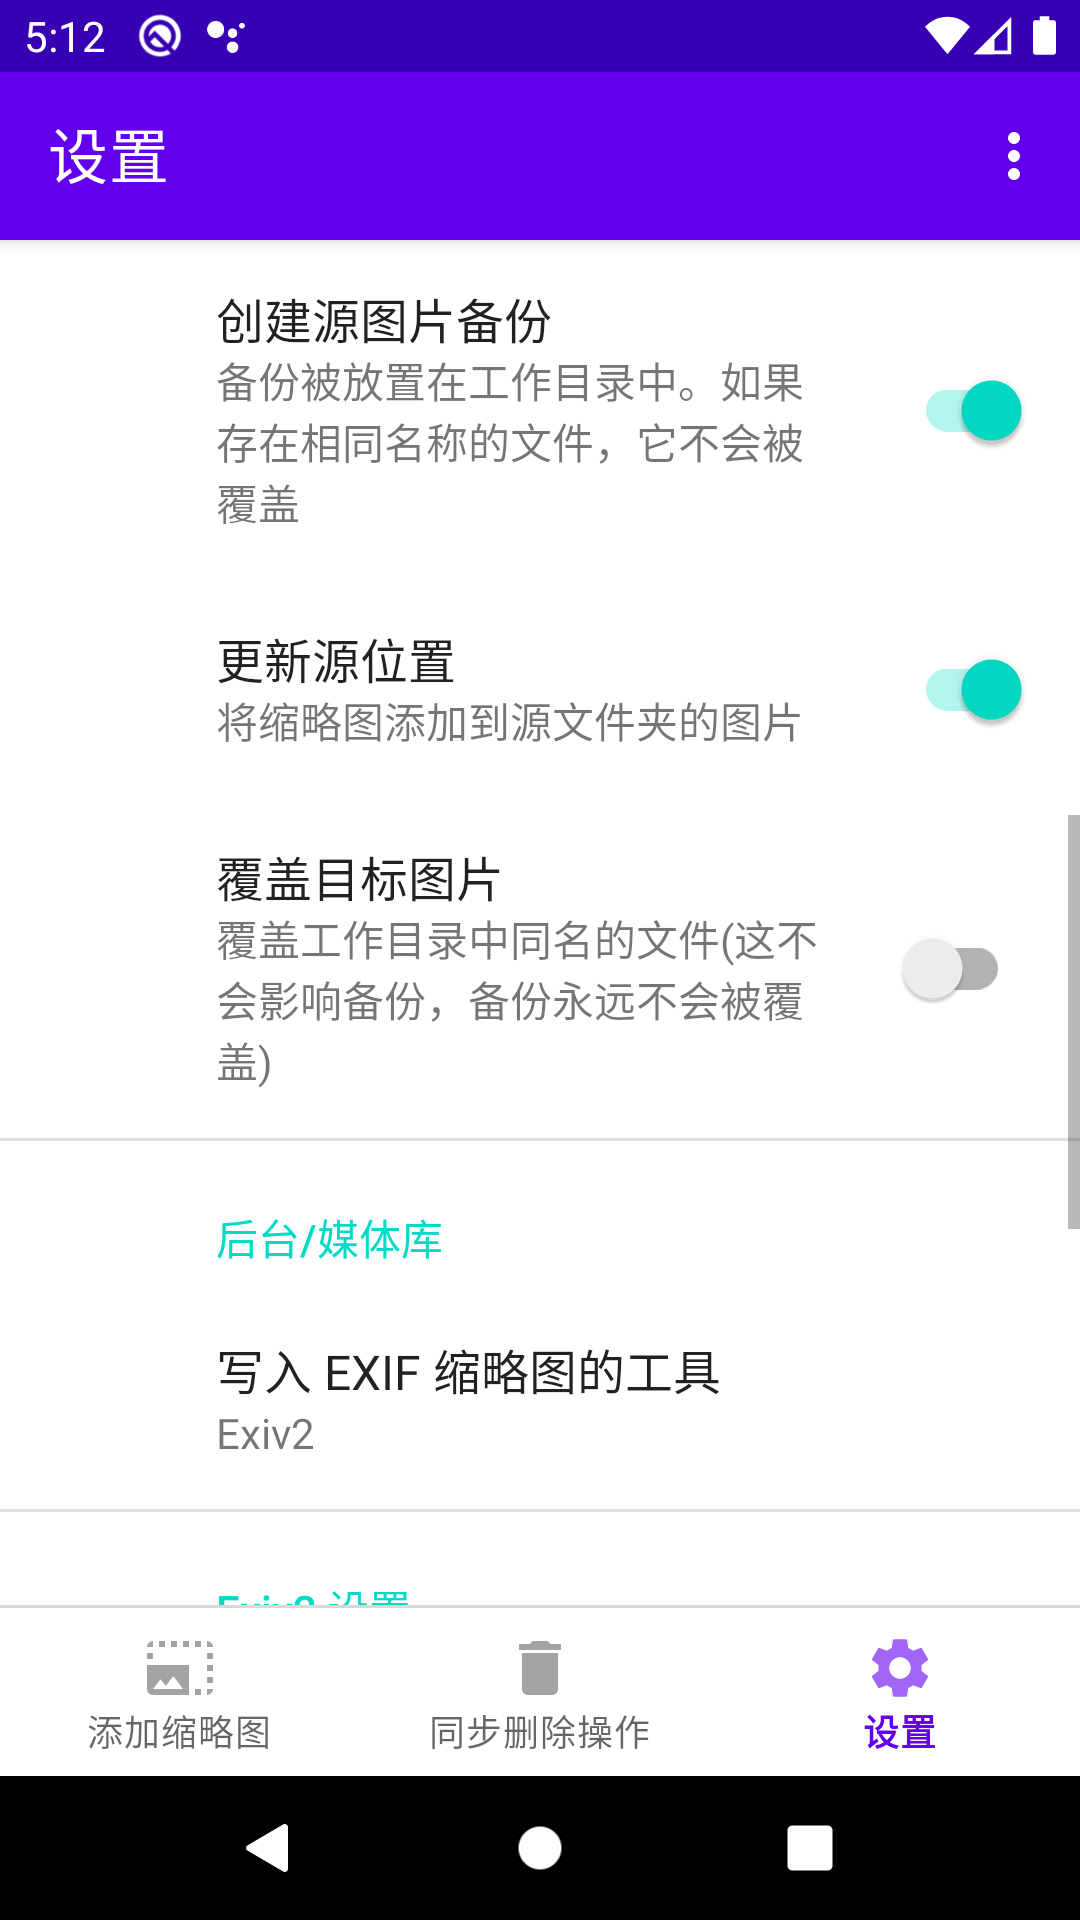 5:12
设置
创建源图片备份
备份被放置在工作目录中。如果
存在相同名称的文件，它不会被
覆盖
更新源位置
将缩略图添加到源文件夹的图片
覆盖目标图片
覆盖工作目录中同名的文件(这不
会影响备份，备份永远不会被覆
盖)
后台/媒体库
写入 EXIF 缩略图的工具
Exiv2
Exiv2 设置
添加缩略图
同步删除操作
设置